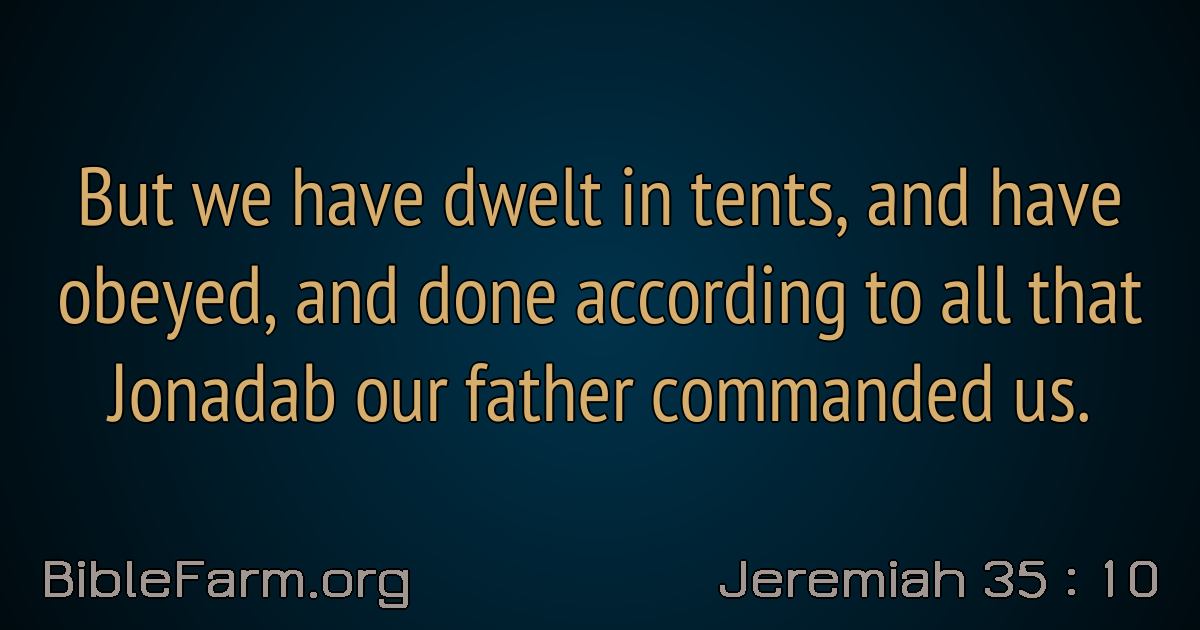 But we have dwelt in tents, and have
obeyed, and done according to all that
Jonadab our father commanded us.
BibleFarm.org
Jeremiah 35 : 10